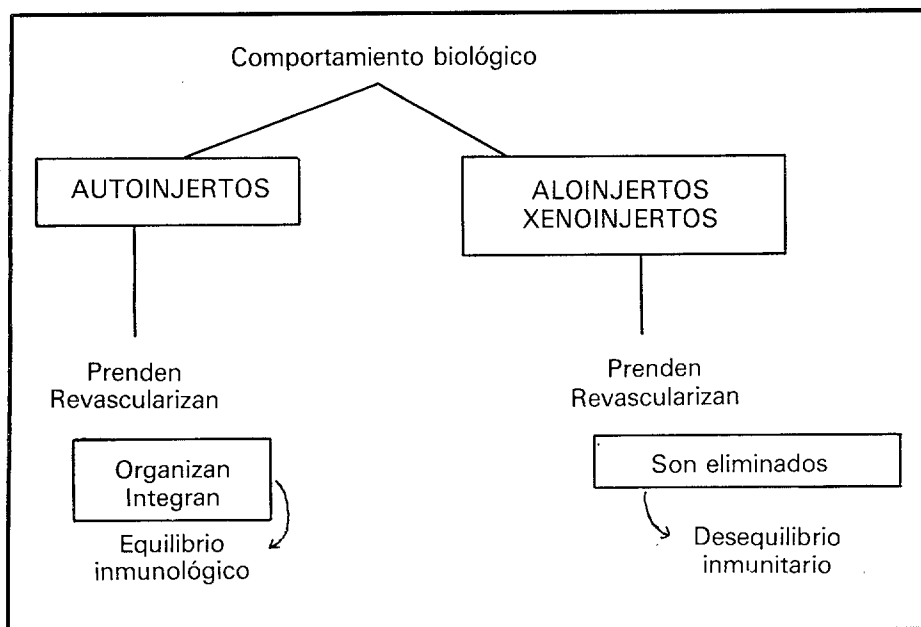 Comportamiento biológico
AUTOINJERTOS
Prenden
Revascularizan
Organizan
Integran
Equilibrio
inmunológico
ALOINJERTOS
XENOINJERTOS
Prenden
Revascularizan
Son eliminados
Desequilibrio
inmunitario